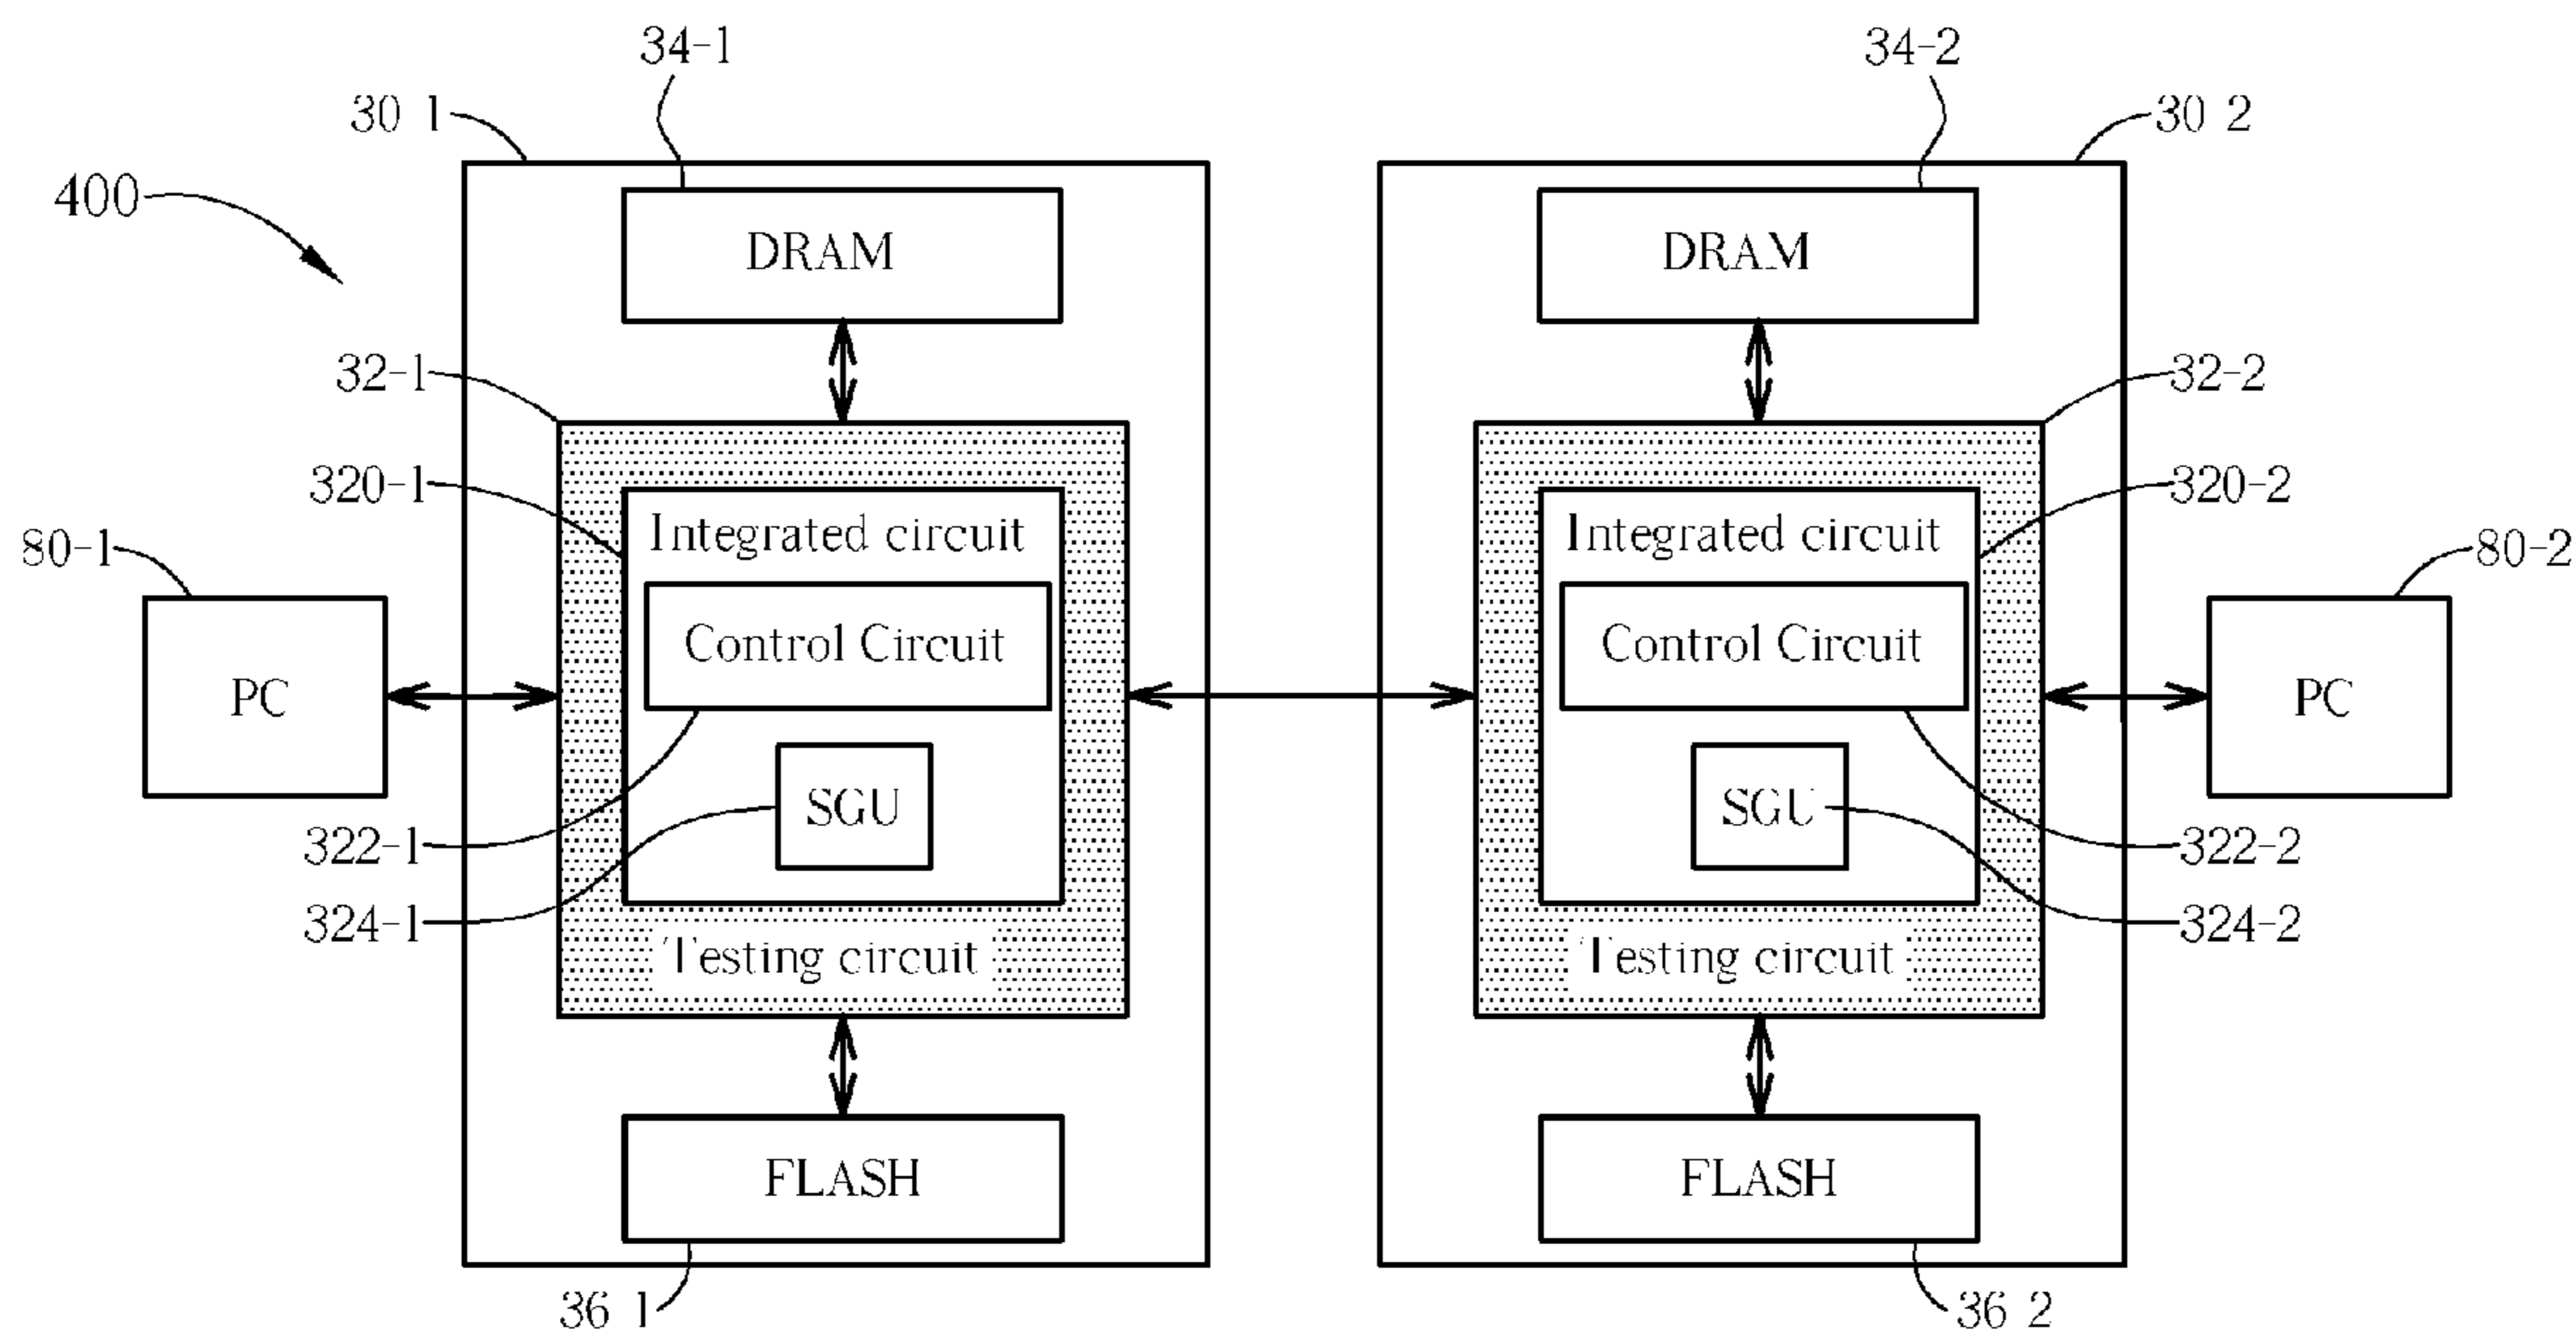 34-1
34-2
30 1
30 2
400
DRAM
DRAM
32-1
32-2
320-1
320-2
Integrated circuit
Integrated circuit
80-1
80-2
Control Circuit
Control Circuit
PC
PC
SGU
SGU
322-1
322-2
324-1
324-2
Testing circuit
Testing circuit
FLASH
FLASH
36 1
36 2